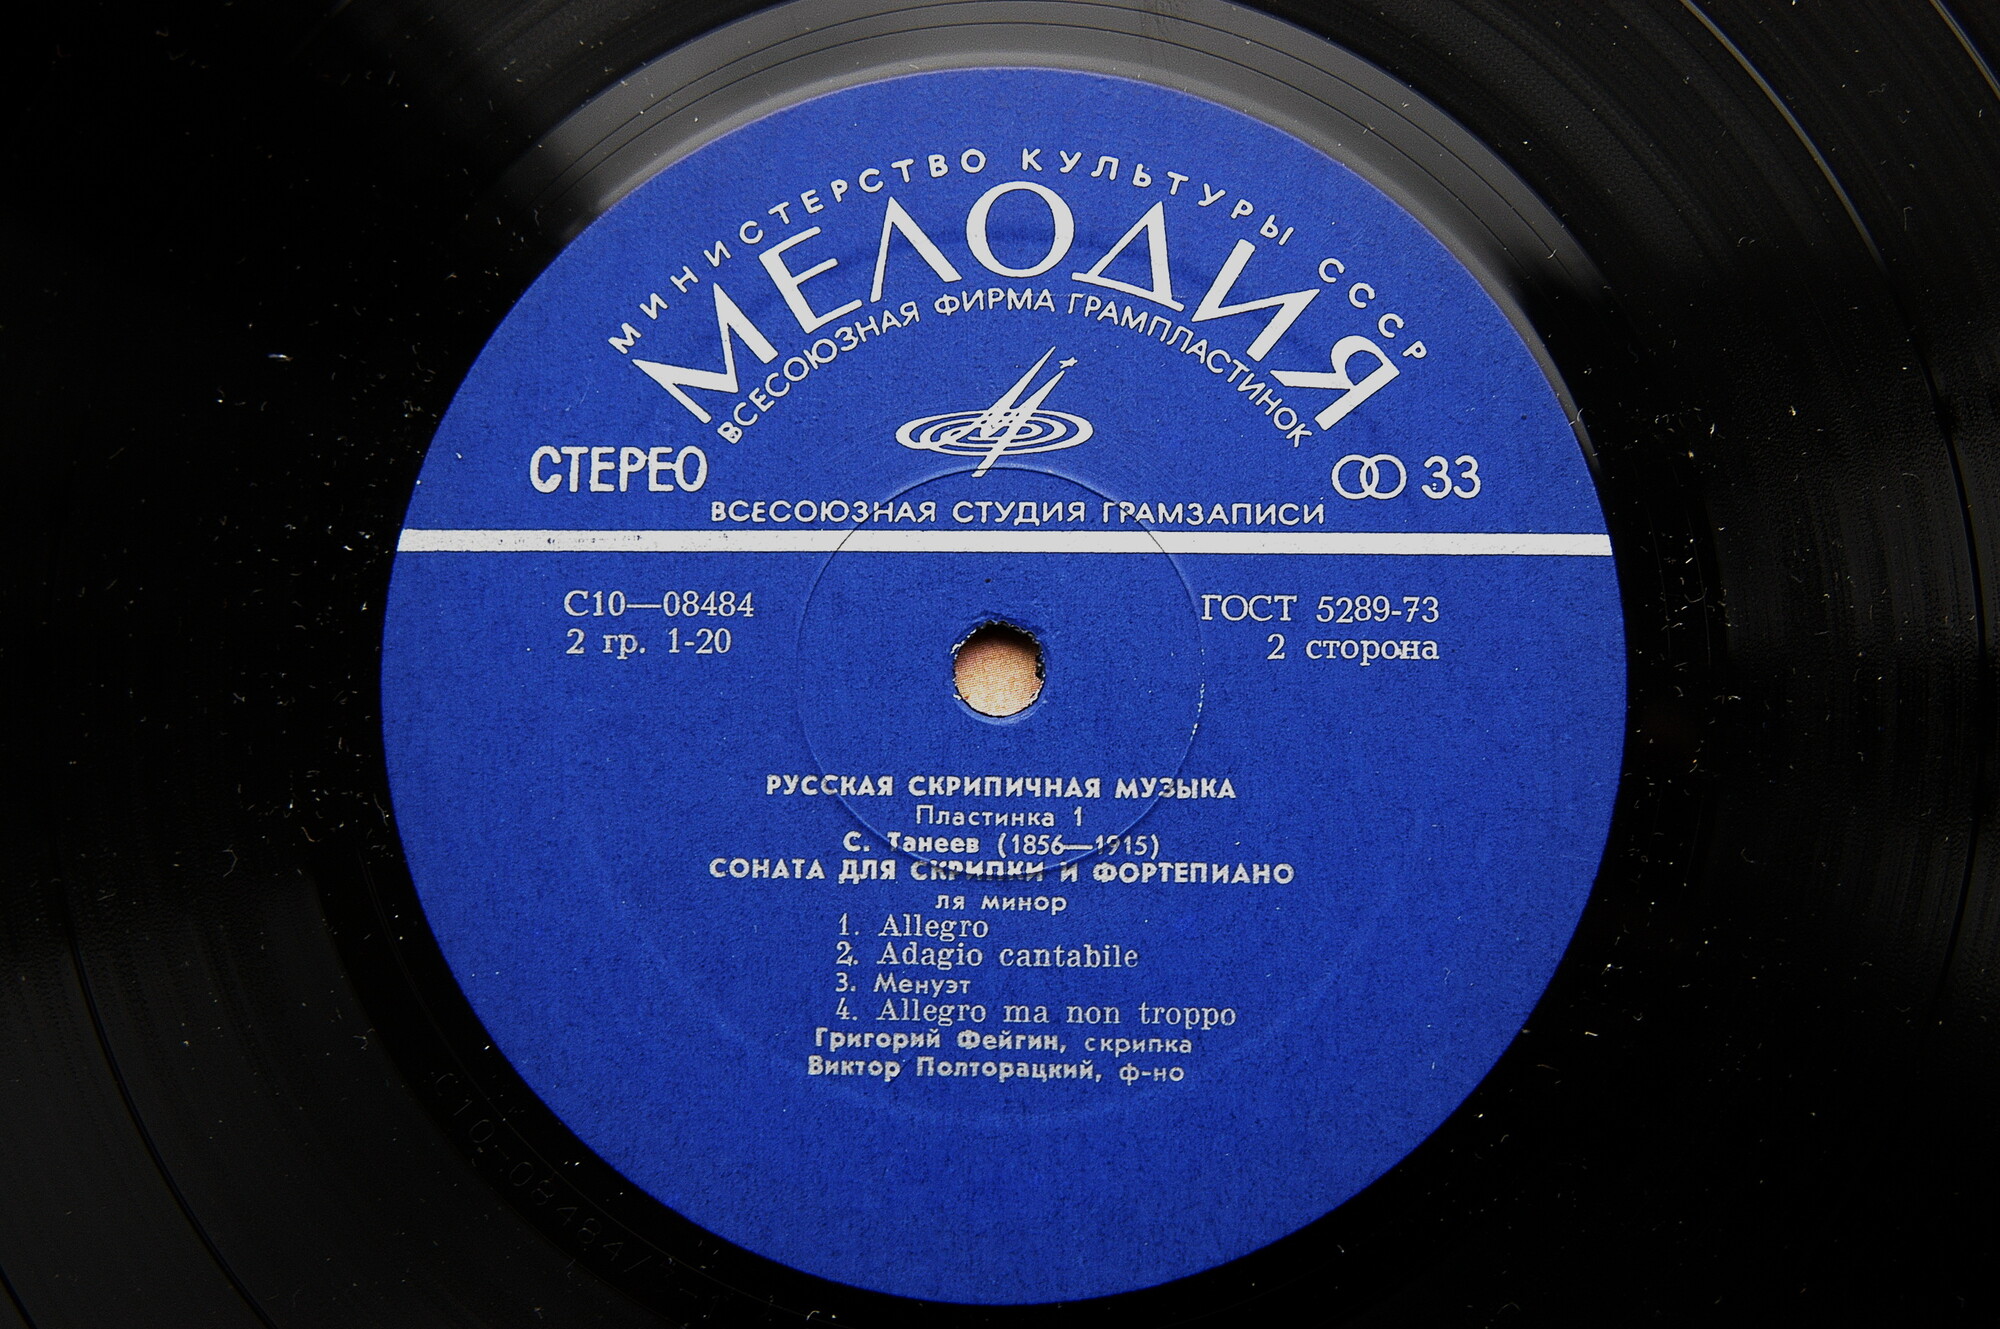 МИНИСТЕРСТВО КУЛЬТУРЫ СССР
МЕЛОДИЯ
ВСЕСОЮЗНАЯ ФИРМА ГРАМПЛАСТИНОК
СТЕРЕО
33
ВСЕСОЮЗНАЯ СТУДИЯ ГРАМЗАПИСИ
С10—08484
ГОСТ 5289-73
2 гр. 1-20
2 сторона
РУССКАЯ СКРИПИЧНАЯ МУЗЫКА
Пластинка 1
С. Танеев (1856—1915)
СОНАТА ДЛЯ СКРИПКИ И ФОРТЕПИАНО
ля минор
1. Allegro
2. Adagio cantabile
3. Менуэт
4. Allegro ma non troppo
Григорий Фейгин, скрипка
Виктор Полторацкий, ф-но